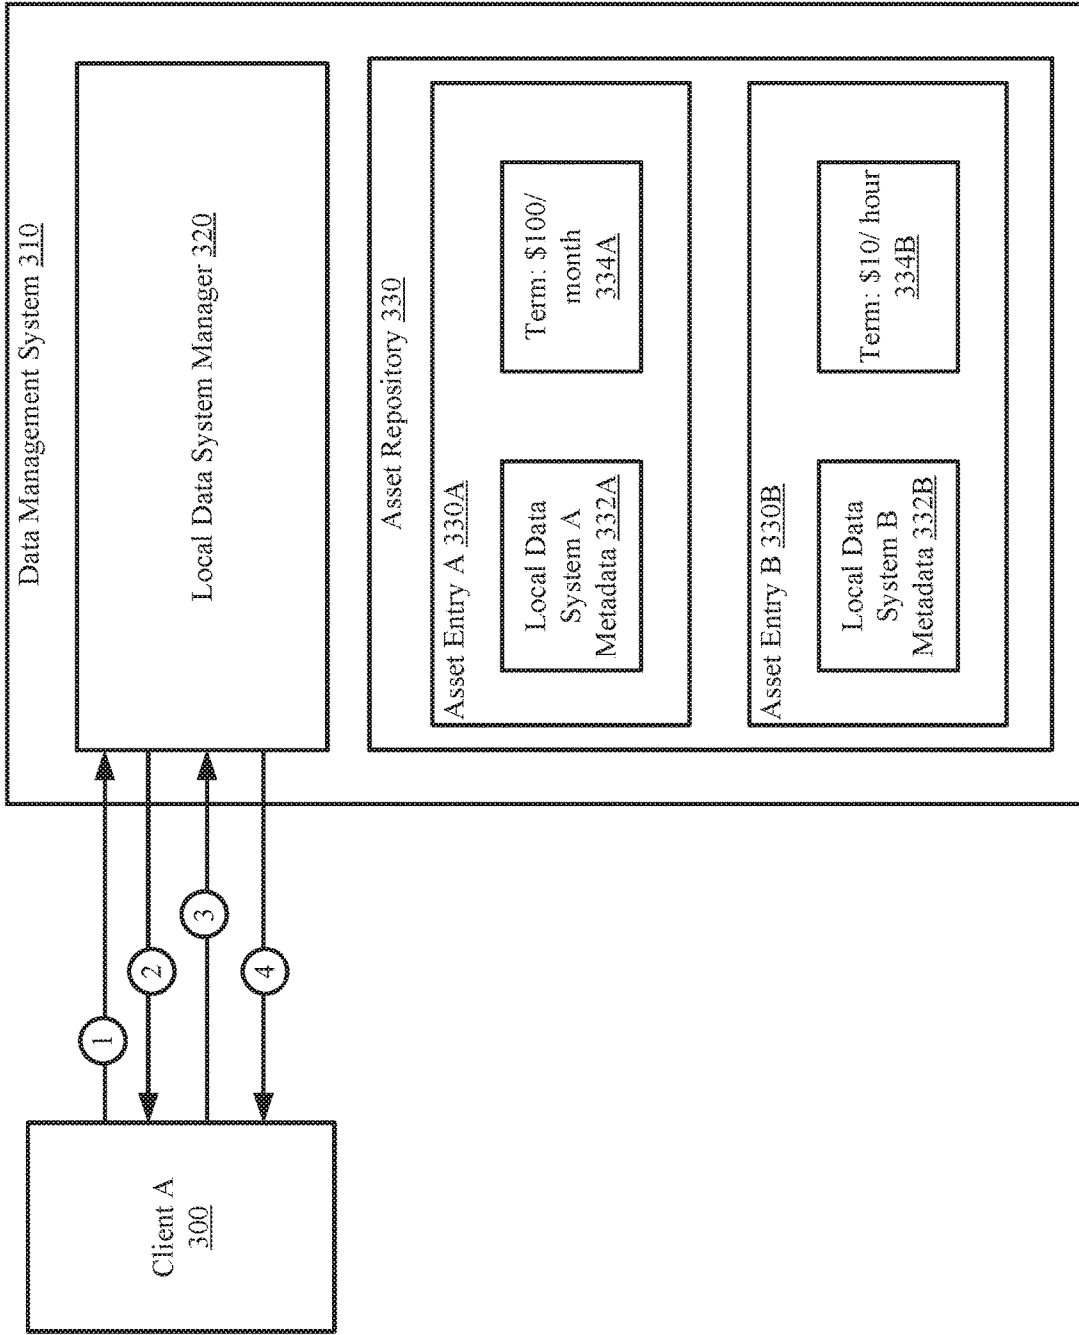 Data Management System 310
Client A
300
1
2
3
4
Local Data System Manager 320
Asset Repository 330
Asset Entry A 330A
Local Data
System A
Metadata 332A
Term: $100/
month
334A
Asset Entry B 330B
Local Data
System B
Metadata 332B
Term: $10/ hour
334B